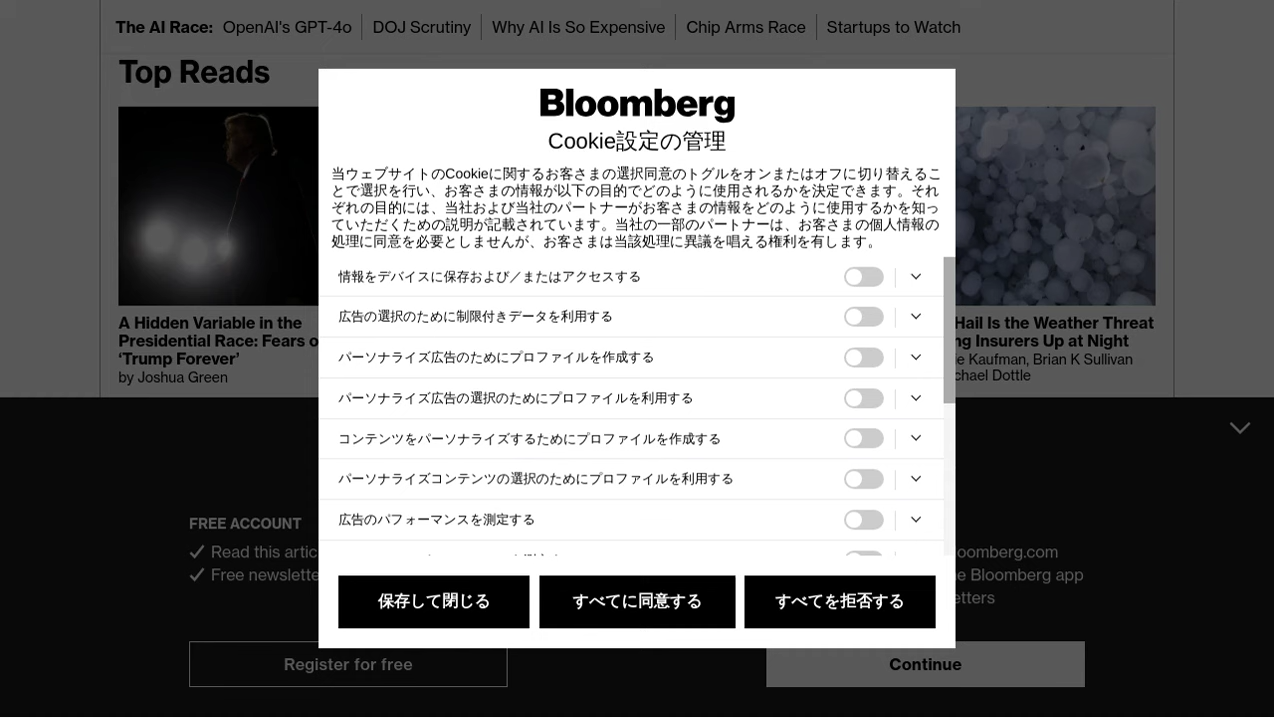 The AI Race: OpenAI's GPT-4o DOJ Scrutiny Why AI Is So Expensive Chip Arms Race Startups to Watch
Top Reads
A Hidden Variable in the
Presidential Race: Fears o
‘Trump Forever’
by Joshua Green
Hail Is the Weather Threat
ng Insurers Up at Night
e Kaufman, Brian K Sullivan
chael Dottle
Bloomberg
Cookie設定の管理
当ウェブサイトのCookieに関するお客さまの選択同意のトグルをオンまたはオフに切り替えるこ
とで選択を行い、お客さまの情報が以下の目的でどのように使用されるかを決定できます。それ
ぞれの目的には、当社および当社のパートナーがお客さまの情報をどのように使用するかを知っ
ていただくための説明が記載されています。当社の一部のパートナーは、お客さまの個人情報の
処理に同意を必要としませんが、お客さまは当該処理に異議を唱える権利を有します。
情報をデバイスに保存および／またはアクセスする
広告の選択のために制限付きデータを利用する
パーソナライズ広告のためにプロファイルを作成する
パーソナライズ広告の選択のためにプロファイルを利用する
コンテンツをパーソナライズするためにプロファイルを作成する
パーソナライズコンテンツの選択のためにプロファイルを利用する
広告のパフォーマンスを測定する
保存して閉じる すべてに同意する すべてを拒否する
FREE ACCOUNT
Read this artic
Free newslette
oomberg.com
e Bloomberg app
etters
Register for free
Continue